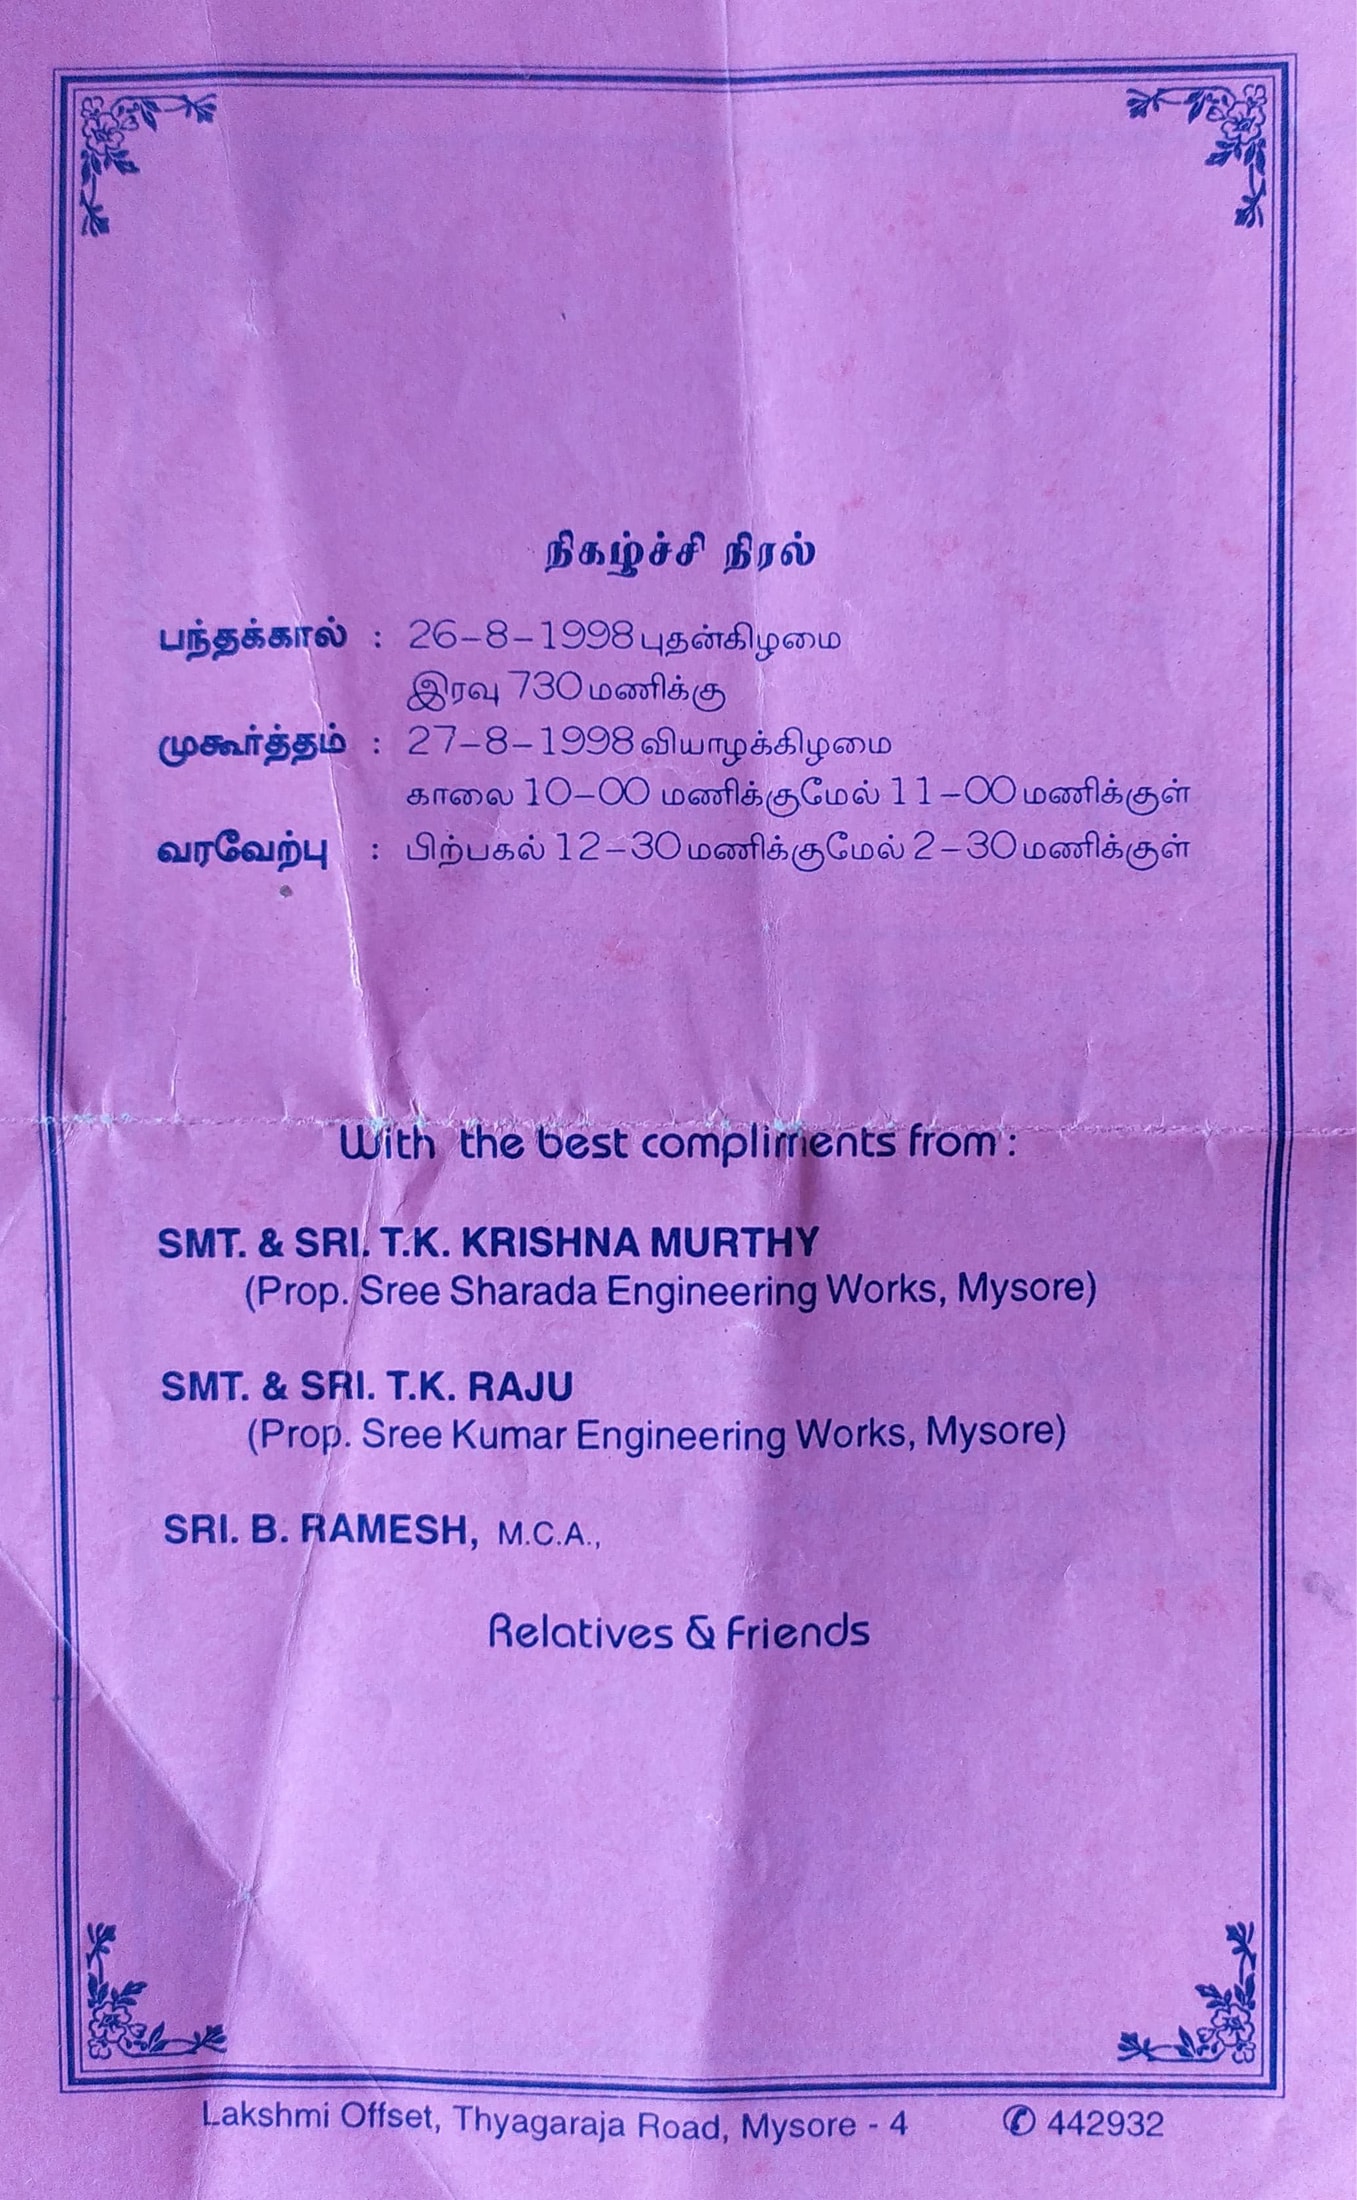 நிகழ்ச்சி நிரல்
பந்தக்கால் : 26-8-1998 புதன்கிழமை
இரவு 730 மணிக்கு
முகூர்த்தம் : 27-8-1998 வியாழக்கிழமை
காலை 10-00 மணிக்குமேல் 11-00 மணிக்குள்
வரவேற்பு : பிற்பகல் 12-30 மணிக்குமேல் 2-30 மணிக்குள்
With the best compliments from :
SMT. & SRI. T.K. KRISHNA MURTHY
(Prop. Sree Sharada Engineering Works, Mysore)
SMT. & SRI. T.K. RAJU
(Prop. Sree Kumar Engineering Works, Mysore)
SRI. B. RAMESH, M.C.A.,
Relatives & Friends
Lakshmi Offset, Thyagaraja Road, Mysore - 4 ✆ 442932